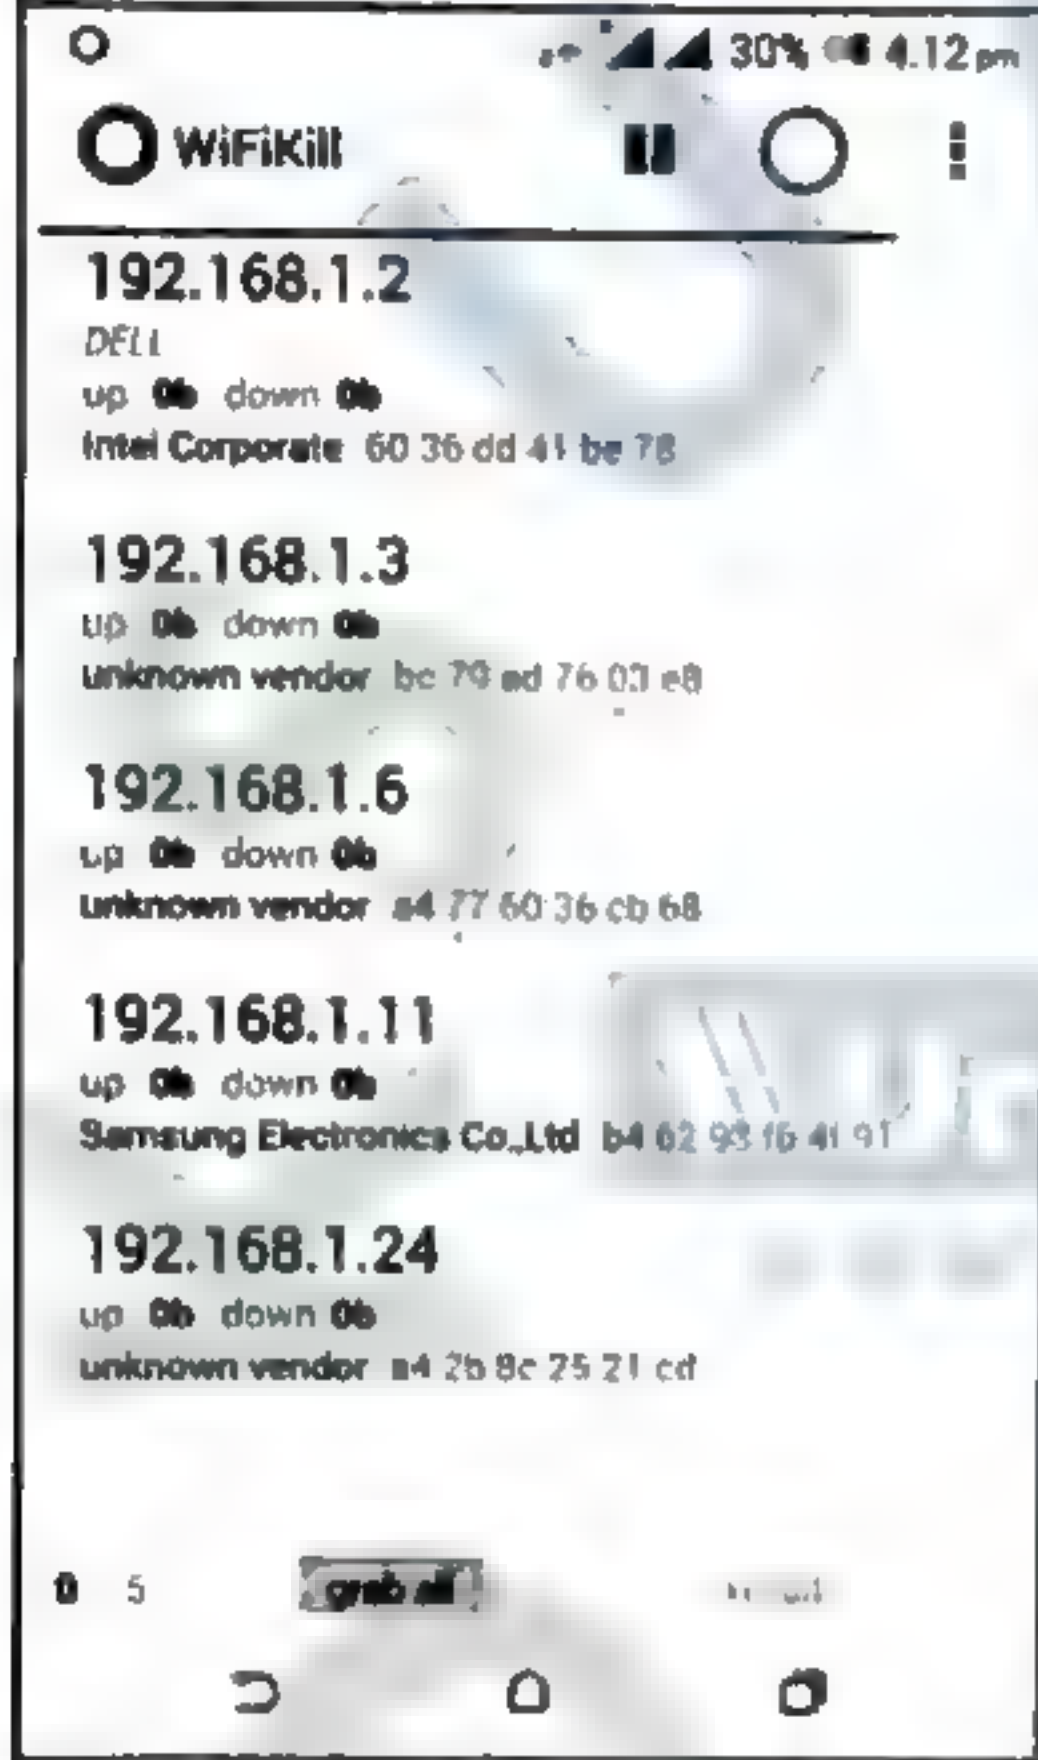 30% 4.12 pm
WiFiKill
192.168.1.2
DELL
up 0b down 0b
Intel Corporate 60 36 dd 41 be 78
192.168.1.3
up 0b down 0b
unknown vendor bc 79 ad 76 03 e8
192.168.1.6
up 0b down 0b
unknown vendor a4 77 60 36 cb 68
192.168.1.11
up 0b down 0b
Samsung Electronics Co.,Ltd b4 62 93 f6 4f 91
192.168.1.24
up 0b down 0b
unknown vendor a4 2b 8c 25 21 cd
0 5 grab all